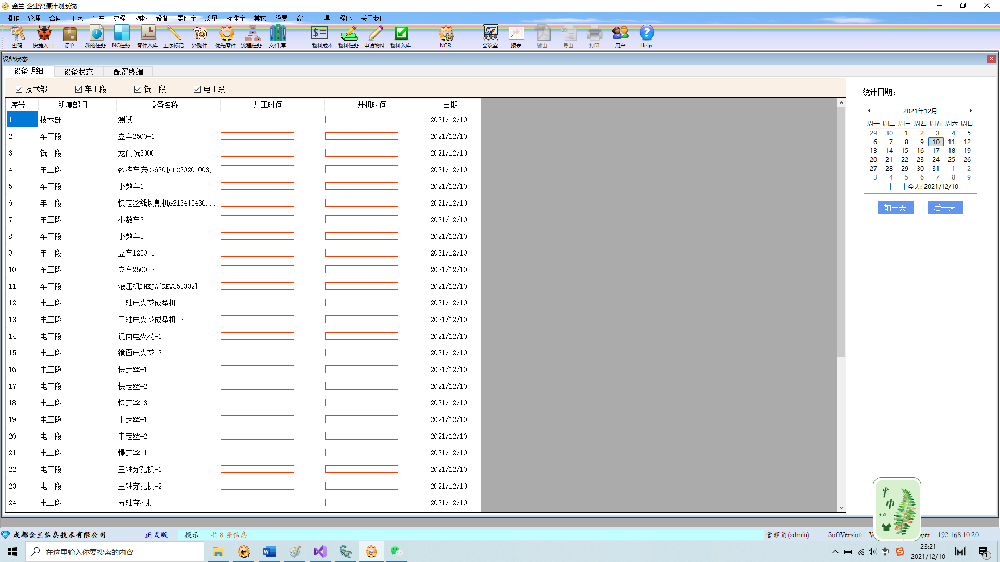 金兰 企业资源计划系统
操作 管理 合同 工艺 生产 流程 物料 设备 零件库 质量 标准库 其它 设置 窗口 工具 程序 关于我们
密码 快捷入口 订单 我的任务 NC任务 零件入库 工序标记 外购件 优先零件 流程任务 文件库 物料成本 物料任务 申请物料 物料入库 NCR 会议室 报表 输出 导出 打印 用户 Help
设备状态
设备明细 设备状态 配置终端
技术部 车工段 铣工段 电工段
序号 所属部门 设备名称 加工时间 开机时间 日期
1 技术部 测试 2021/12/10
2 车工段 立车2500-1 2021/12/10
3 铣工段 龙门铣3000 2021/12/10
4 车工段 数控车床CK630[CLC2020-003] 2021/12/10
5 车工段 小数车1 2021/12/10
6 车工段 快走丝线切割机G2134[5436... 2021/12/10
7 车工段 小数车2 2021/12/10
8 车工段 小数车3 2021/12/10
9 车工段 立车1250-1 2021/12/10
10 车工段 立车2500-2 2021/12/10
11 车工段 液压机DHKJA[REW353332] 2021/12/10
12 电工段 三轴电火花成型机-1 2021/12/10
13 电工段 三轴电火花成型机-2 2021/12/10
14 电工段 镜面电火花-1 2021/12/10
15 电工段 镜面电火花-2 2021/12/10
16 电工段 快走丝-1 2021/12/10
17 电工段 快走丝-2 2021/12/10
18 电工段 快走丝-3 2021/12/10
19 电工段 中走丝-1 2021/12/10
20 电工段 中走丝-2 2021/12/10
21 电工段 慢走丝-1 2021/12/10
22 电工段 三轴穿孔机-1 2021/12/10
23 电工段 三轴穿孔机-2 2021/12/10
24 电工段 五轴穿孔机-1 2021/12/10
统计日期：
2021年12月
周一 周二 周三 周四 周五 周六 周日
29 30 1 2 3 4 5
6 7 8 9 10 11 12
13 14 15 16 17 18 19
20 21 22 23 24 25 26
27 28 29 30 31 1 2
3 4 5 6 7 8 9
今天: 2021/12/10
前一天 后一天
半
中
成都金兰信息技术有限公司 正式版 提示： 共 8 条信息 管理员(admin) SoftVersion： V ver： 192.168.10.20
在这里输入你要搜索的内容
中
23:21
2021/12/10
1